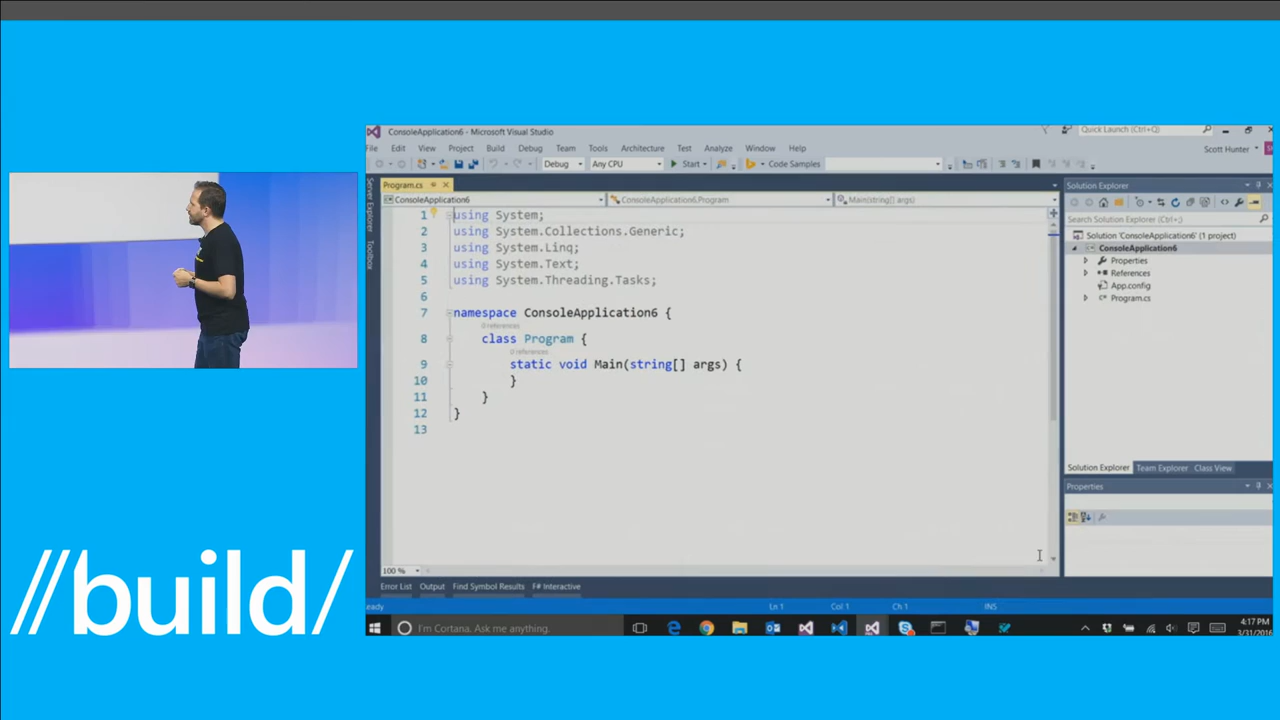 ConsoleApplication6 - Microsoft Visual Studio
Quick Launch (Ctrl+Q)
File Edit View Project Build Debug Team Tools Architecture Test Analyze Window Help
Scott Hunter
Debug Any CPU Start Code Samples
Server Explorer
Toolbox
Program.cs
ConsoleApplication6 ConsoleApplication6.Program Main(string[] args)
1 using System;
2 using System.Collections.Generic;
3 using System.Linq;
4 using System.Text;
5 using System.Threading.Tasks;
6
7 namespace ConsoleApplication6 {
0 references
8 class Program {
0 references
9 static void Main(string[] args) {
10 }
11 }
12 }
13
100 %
Solution Explorer
Search Solution Explorer (Ctrl+;)
Solution 'ConsoleApplication6' (1 project)
ConsoleApplication6
Properties
References
App.config
Program.cs
Solution Explorer Team Explorer Class View
Properties
Error List Output Find Symbol Results F# Interactive
eady Ln 1 Col 1 Ch 1 INS
I'm Cortana. Ask me anything.
4:17 PM
3/31/2016
//build/